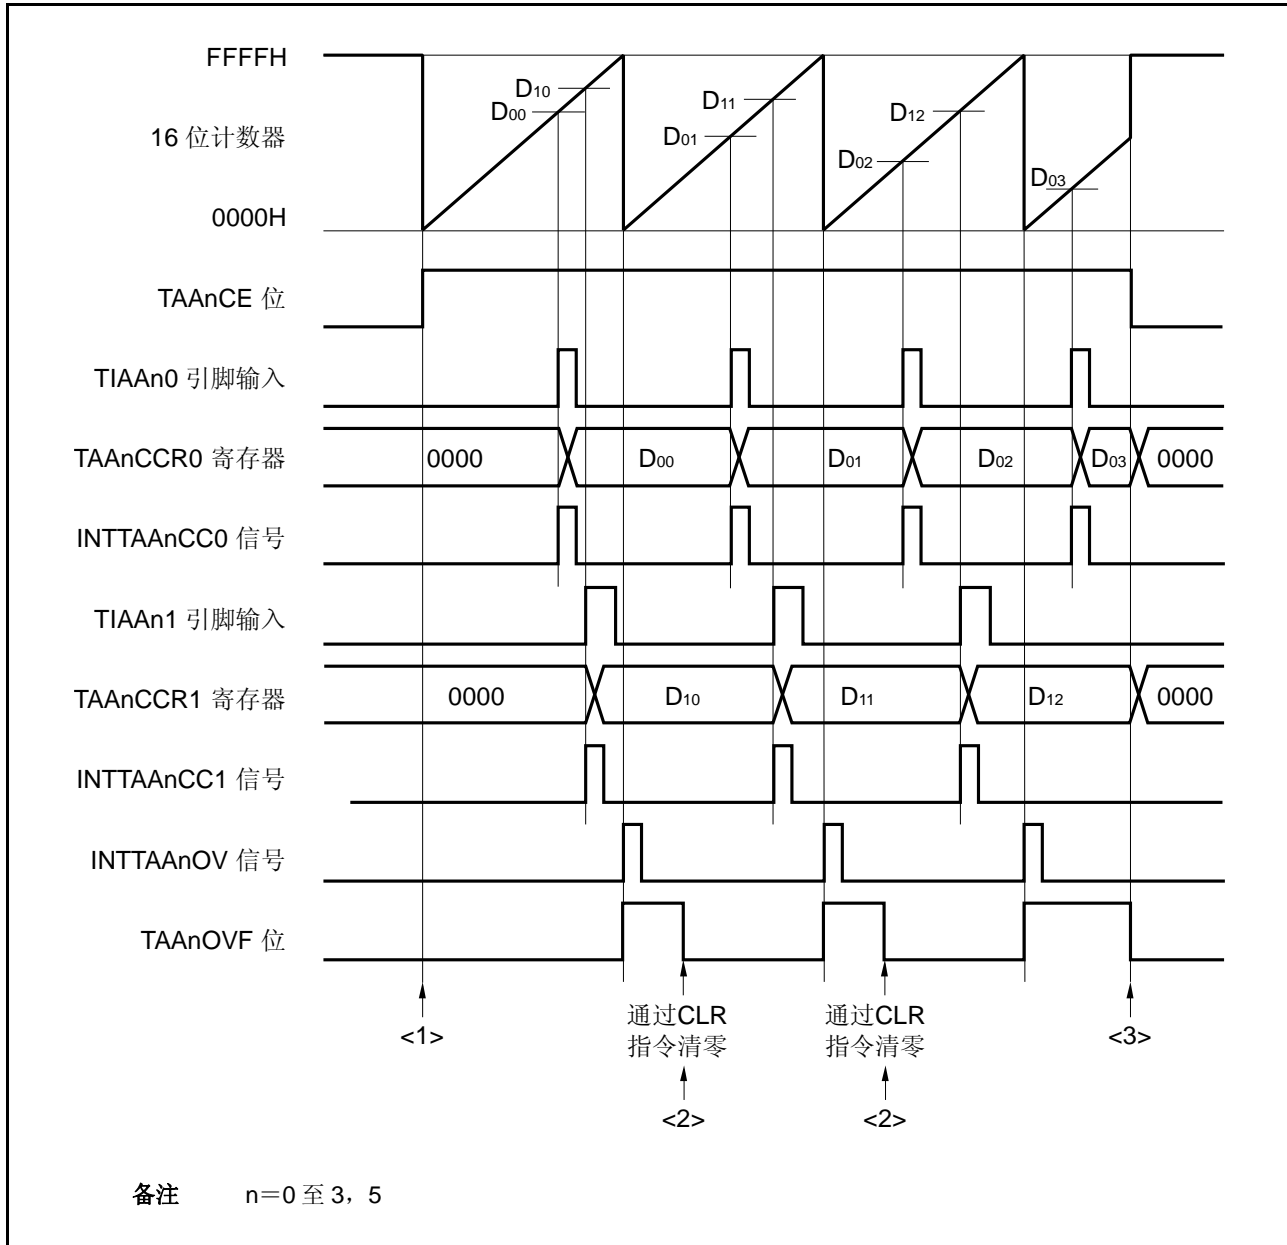 FFFFH
D10
D00
D11
D01
D12
D02
D03
16 位计数器
0000H
TAAnCE 位
TIAAn0 引脚输入
TAAnCCR0 寄存器
0000 D00 D01 D02 D03 0000
INTTAAnCC0 信号
TIAAn1 引脚输入
TAAnCCR1 寄存器
0000 D10 D11 D12 0000
INTTAAnCC1 信号
INTTAAnOV 信号
TAAnOVF 位
<1>
通过CLR
指令清零
<2>
通过CLR
指令清零
<2>
<3>
备注 n＝0 至 3，5